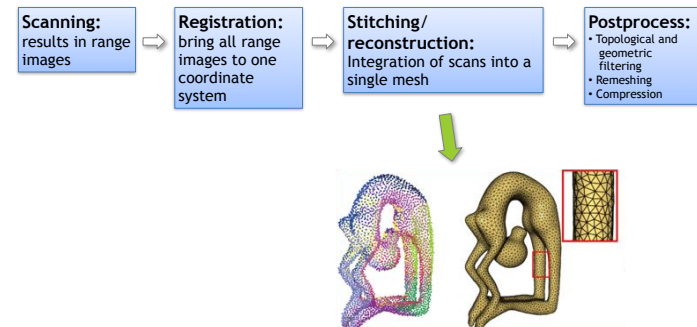 Scanning:
results in range
images
Registration:
bring all range
images to one
coordinate
system
Stitching/
reconstruction:
Integration of scans into a
single mesh
Postprocess:
• Topological and
geometric
filtering
• Remeshing
• Compression